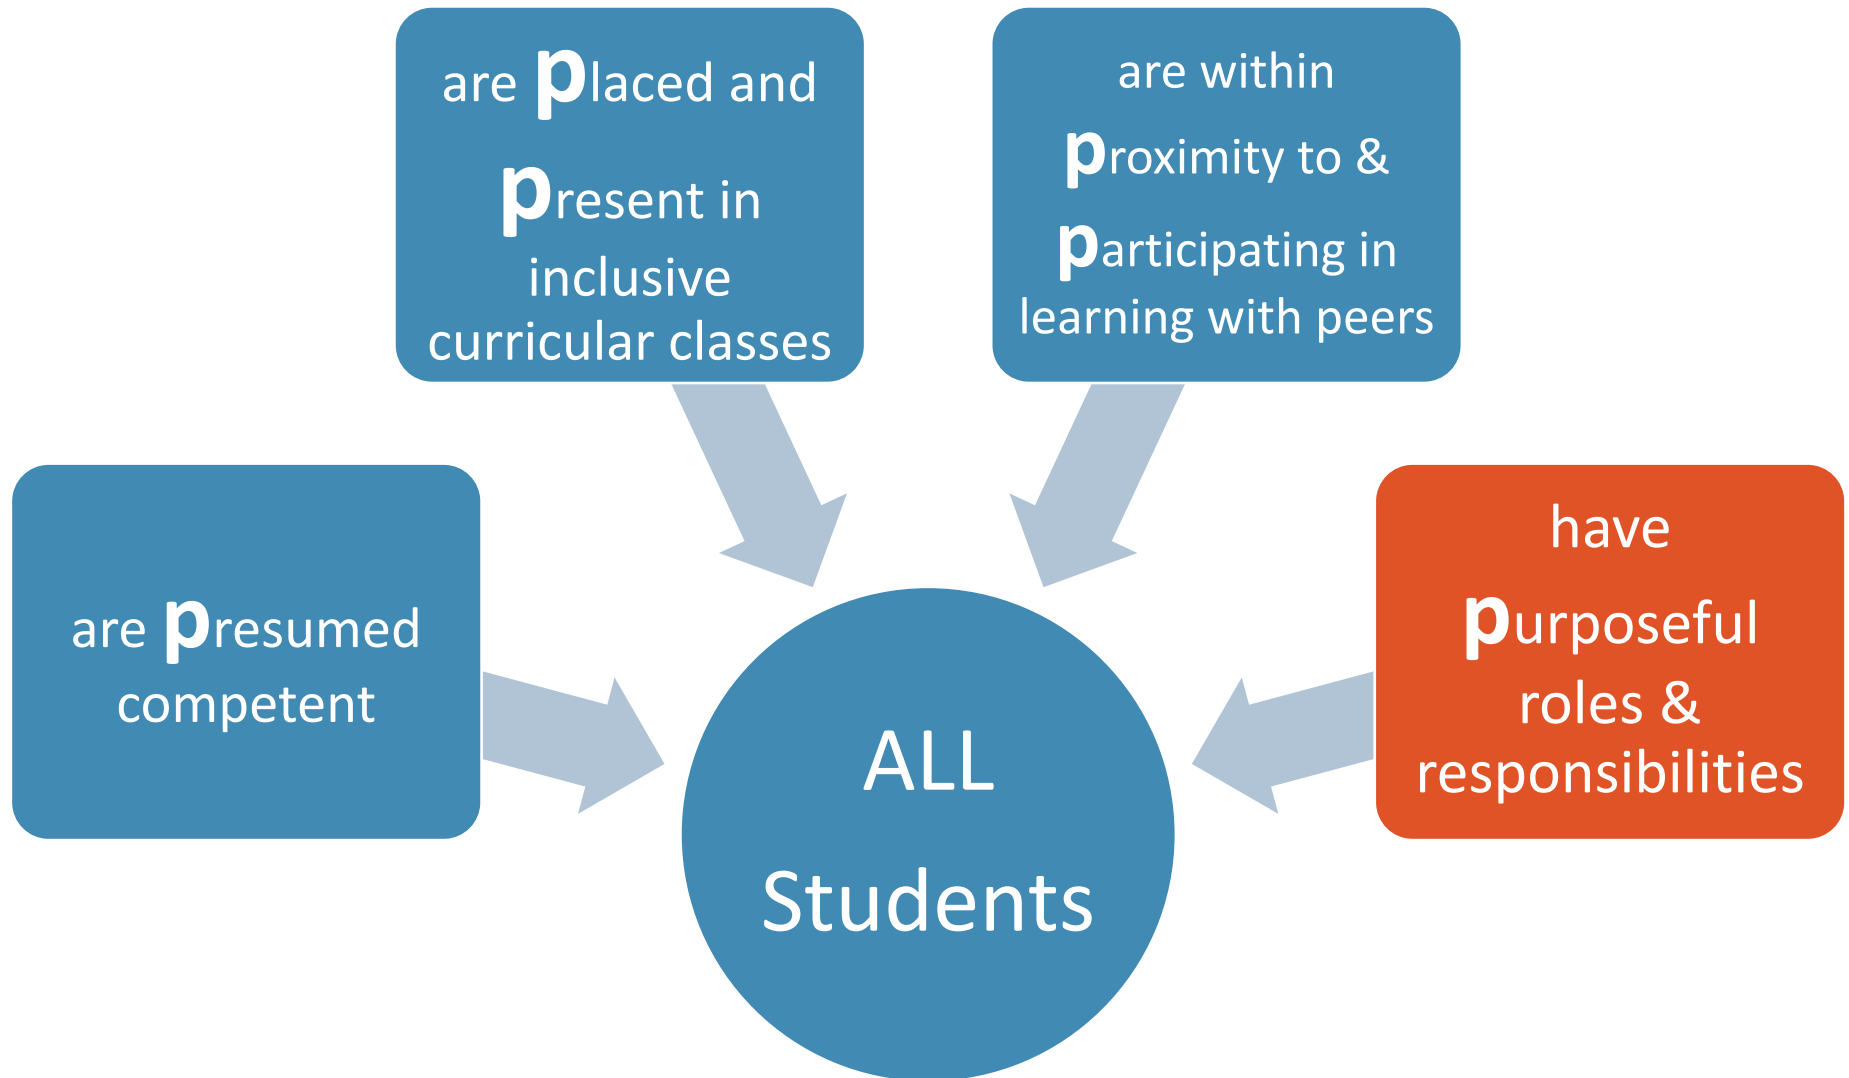 are placed and
present in
inclusive
curricular classes
are within
proximity to &
participating in
learning with peers
are presumed
competent
have
purposeful
roles &
responsibilities
ALL
Students